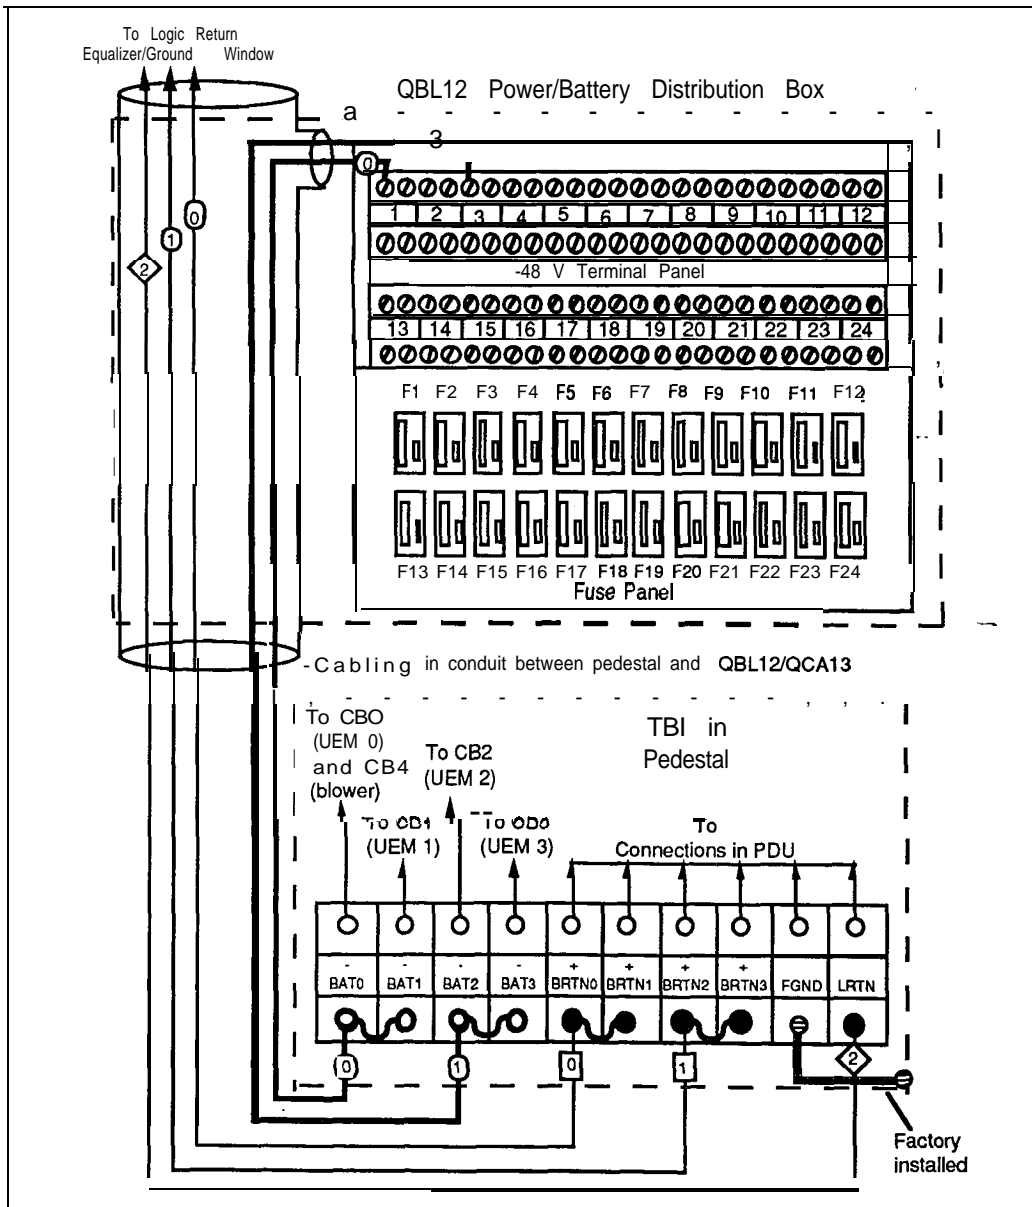 To Logic Return
Equalizer/Ground Window
QBL12 Power/Battery Distribution Box
a
3
0
1 2 3 4 5 6 7 8 9 10 11 12
0
1
2
-48 V Terminal Panel
13 14 15 16 17 18 19 20 21 22 23 24
F1 F2 F3 F4 F5 F6 F7 F8 F9 F10 F11 F12
F13 F14 F15 F16 F17 F18 F19 F20 F21 F22 F23 F24
Fuse Panel
-Cabling in conduit between pedestal and QBL12/QCA13
To CBO
(UEM 0)
and CB4
(blower)
To CB2
(UEM 2)
TBI in
Pedestal
(UEM 1)
(UEM 3)
To
Connections in PDU
- - - - + + + +
BAT0 BAT1 BAT2 BAT3 BRTN0 BRTN1 BRTN2 BRTN3 FGND LRTN
0 1 0 1 2
Factory
installed